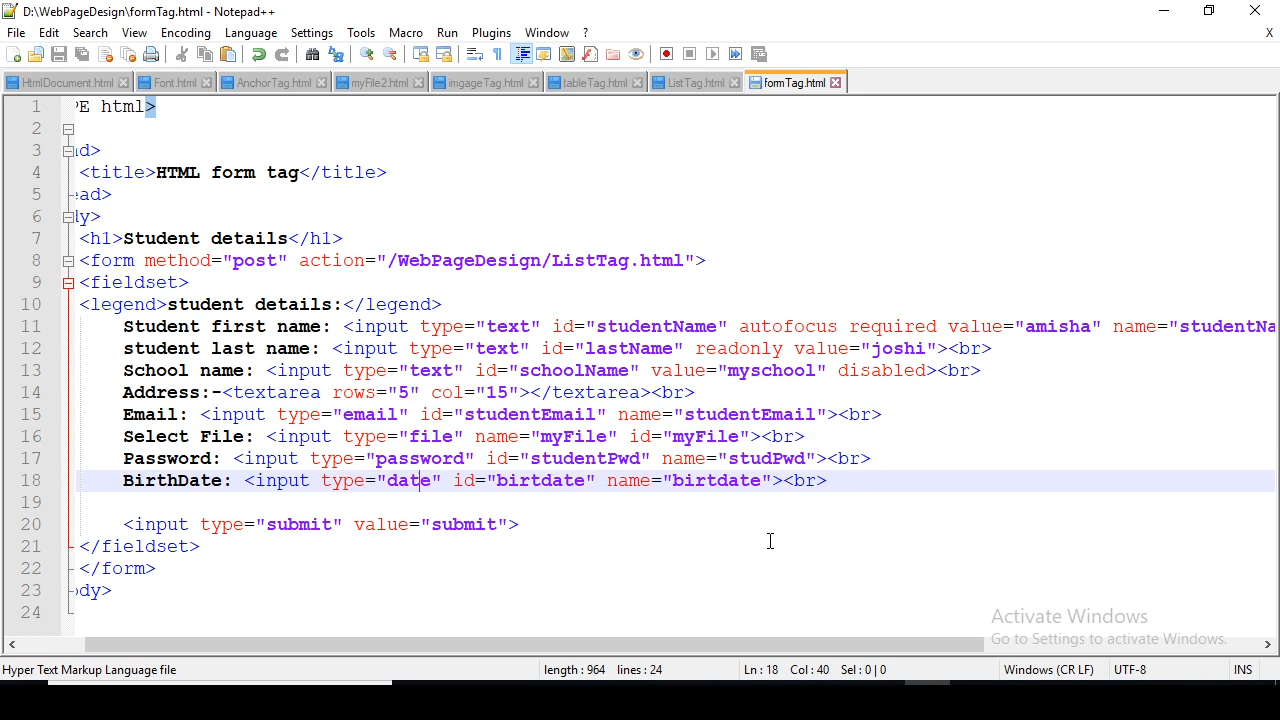 D:\WebPageDesign\formTag.html - Notepad++
File Edit Search View Encoding Language Settings Tools Macro Run Plugins Window ? X
HtmlDocument.html Font.html AnchorTag.html myFile2.html imgageTag.html tableTag.html ListTag.html formTag.html
1 PE html>
2
3 d>
4 <title>HTML form tag</title>
5 ead>
6 dy>
7 <h1>Student details</h1>
8 <form method="post" action="/WebPageDesign/ListTag.html">
9 <fieldset>
10 <legend>student details:</legend>
11 Student first name: <input type="text" id="studentName" autofocus required value="amisha" name="studentNa
12 student last name: <input type="text" id="lastName" readonly value="joshi"><br>
13 School name: <input type="text" id="schoolName" value="myschool" disabled><br>
14 Address:-<textarea rows="5" col="15"></textarea><br>
15 Email: <input type="email" id="studentEmail" name="studentEmail"><br>
16 Select File: <input type="file" name="myFile" id="myFile"><br>
17 Password: <input type="password" id="studentPwd" name="studPwd"><br>
18 BirthDate: <input type="date" id="birtdate" name="birtdate"><br>
19
20 <input type="submit" value="submit">
21 </fieldset>
22 </form>
23 ody>
24
Activate Windows
Go to Settings to activate Windows.
Hyper Text Markup Language file length : 964 lines : 24 Ln : 18 Col : 40 Sel : 0 | 0 Windows (CR LF) UTF-8 INS